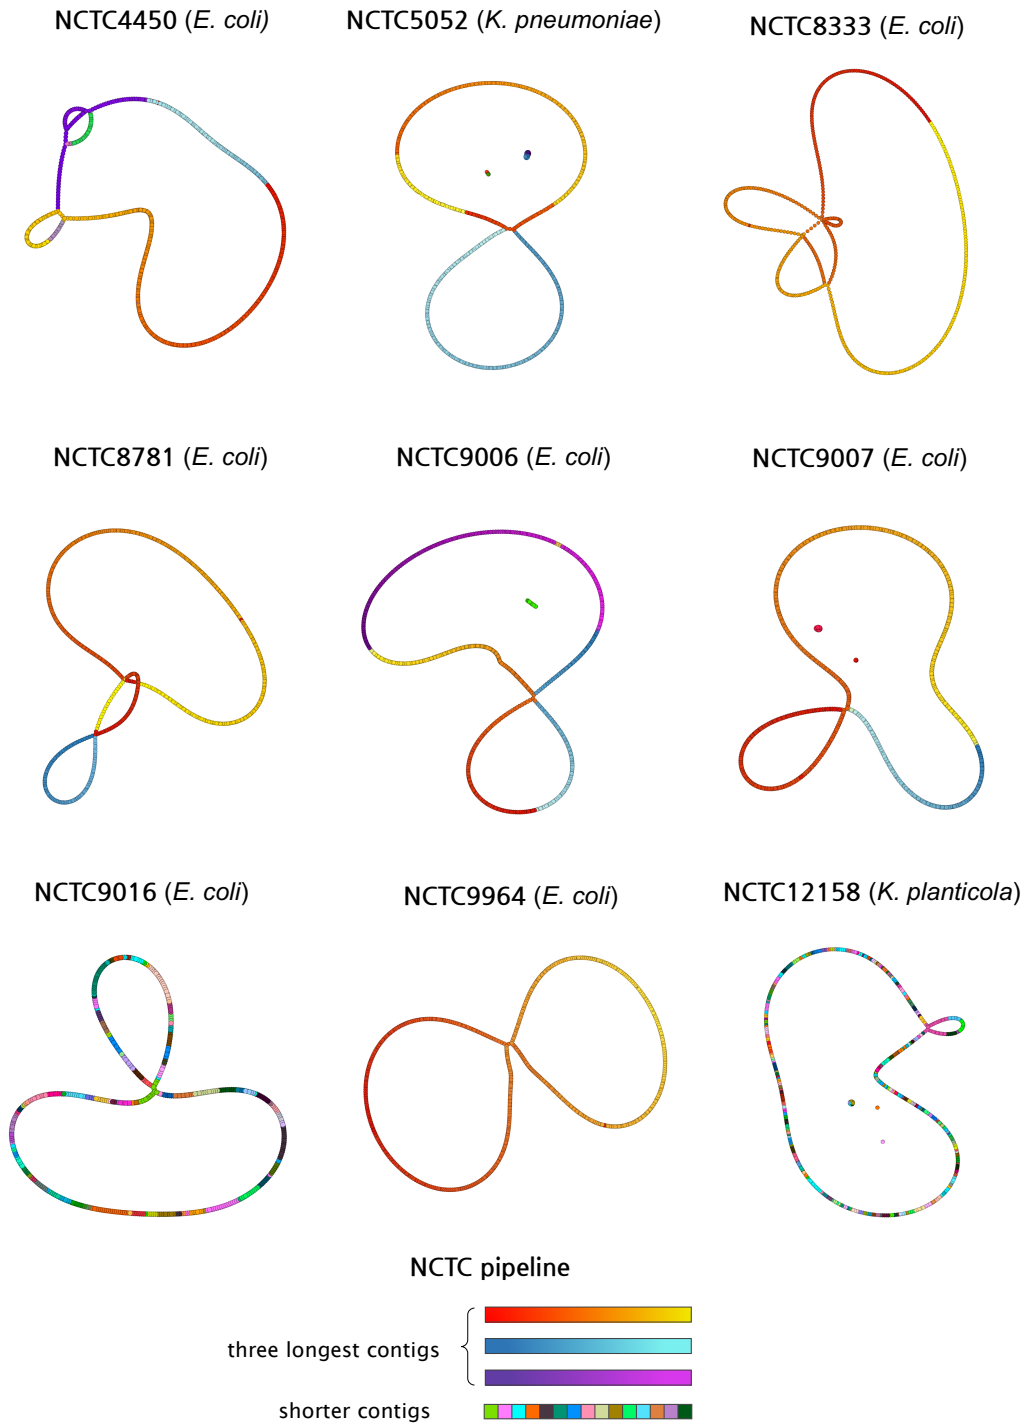 NCTC4450 (E. coli)
NCTC5052 (K. pneumoniae)
NCTC8333 (E. coli)
NCTC8781 (E. coli)
NCTC9006 (E. coli)
NCTC9007 (E. coli)
NCTC9016 (E. coli)
NCTC9964 (E. coli)
NCTC12158 (K. planticola)
NCTC pipeline
three longest contigs
shorter contigs